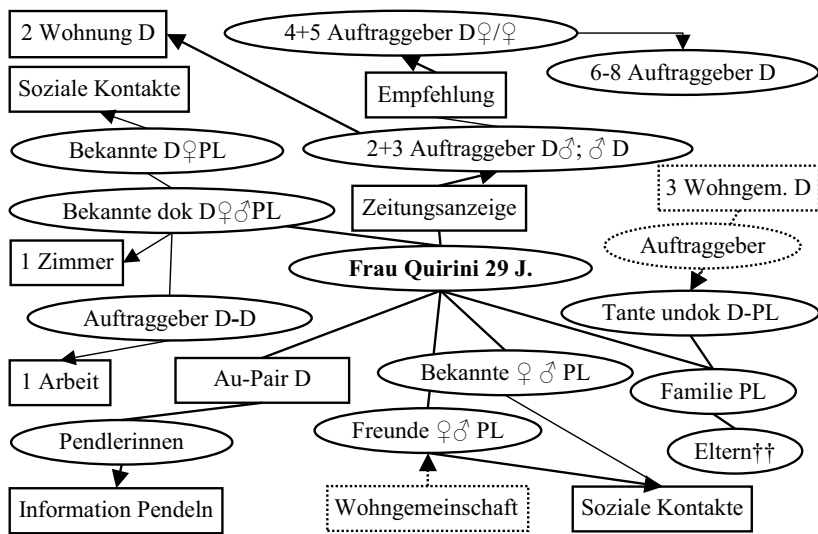 2 Wohnung D
4+5 Auftraggeber D♀/♀
6-8 Auftraggeber D
Soziale Kontakte
Empfehlung
Bekannte D♀PL
2+3 Auftraggeber D♂; ♂ D
3 Wohngem. D
Bekannte dok D♀♂PL
Zeitungsanzeige
Auftraggeber
1 Zimmer
Frau Quirini 29 J.
Auftraggeber D-D
Tante undok D-PL
1 Arbeit
Au-Pair D
Bekannte ♀ ♂ PL
Familie PL
Pendlerinnen
Freunde ♀♂ PL
Eltern††
Information Pendeln
Wohngemeinschaft
Soziale Kontakte